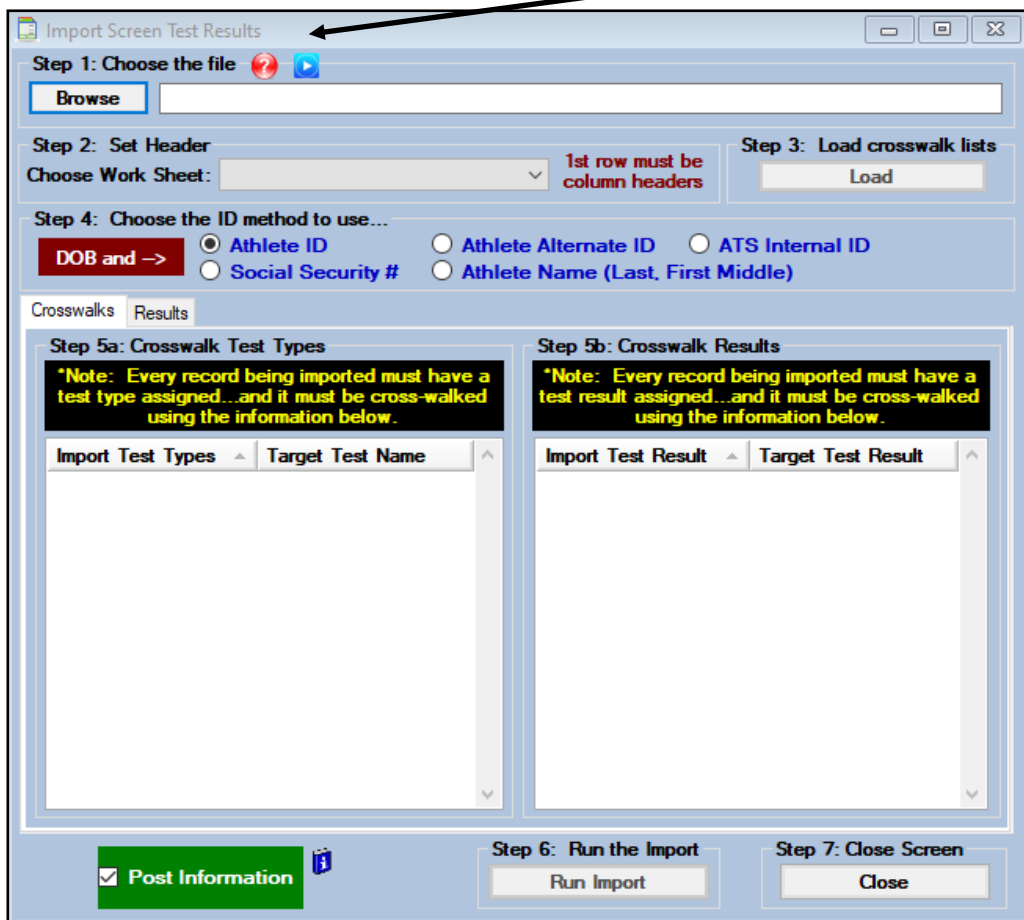 Import Screen Test Results
Step 1: Choose the file
Browse
Step 2: Set Header
Choose Work Sheet:
1st row must be
column headers
Step 3: Load crosswalk lists
Load
Step 4: Choose the ID method to use...
DOB and -->
Athlete ID
Athlete Alternate ID
ATS Internal ID
Social Security #
Athlete Name (Last, First Middle)
Crosswalks
Results
Step 5a: Crosswalk Test Types
*Note: Every record being imported must have a
test type assigned...and it must be cross-walked
using the information below.
Import Test Types
Target Test Name
Step 5b: Crosswalk Results
*Note: Every record being imported must have a
test result assigned...and it must be cross-walked
using the information below.
Import Test Result
Target Test Result
Post Information
Step 6: Run the Import
Run Import
Step 7: Close Screen
Close